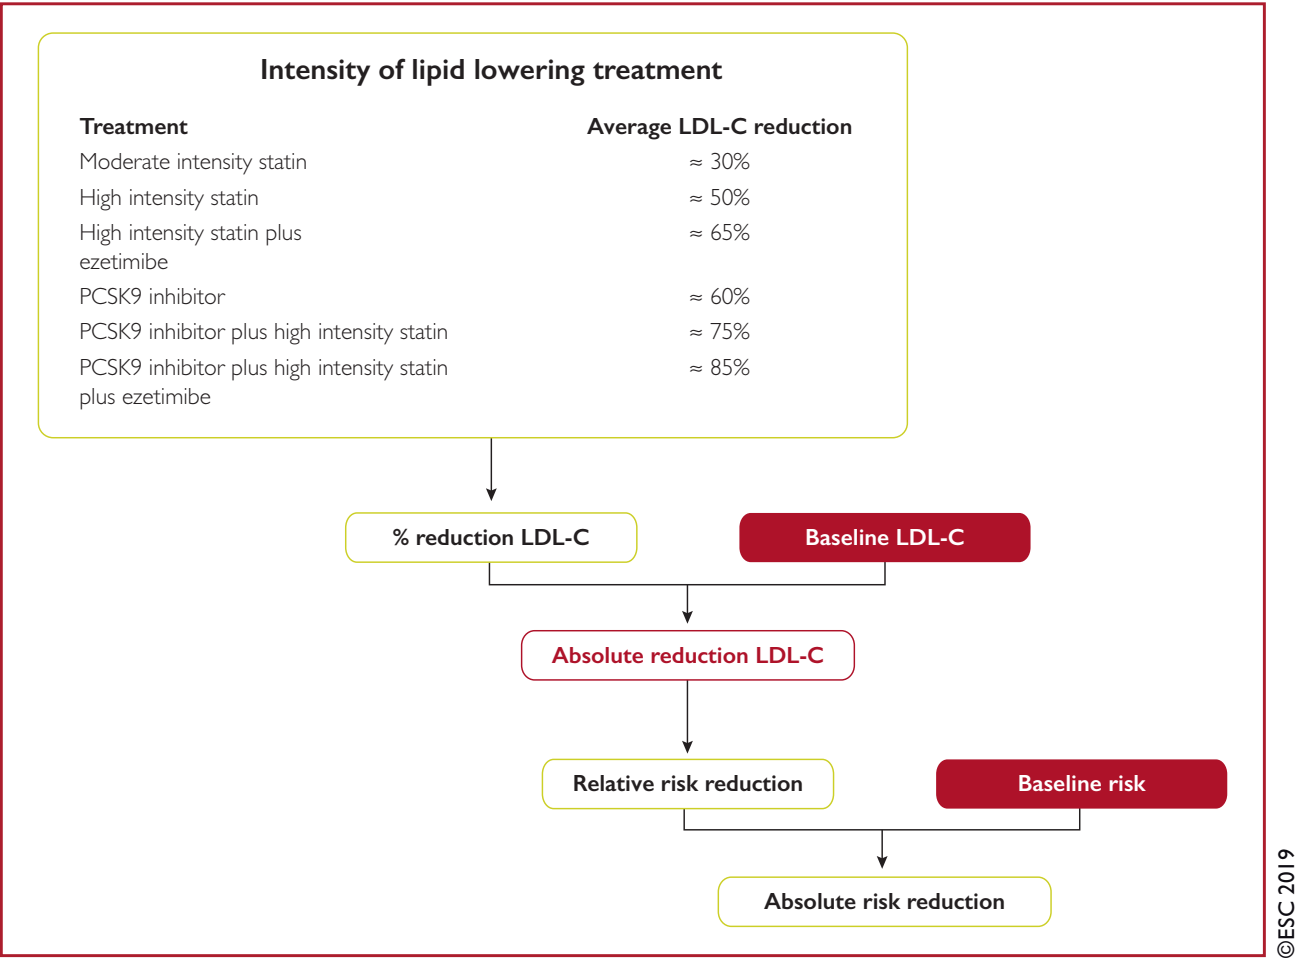 Intensity of lipid lowering treatment
Treatment Average LDL-C reduction
Moderate intensity statin ≈ 30%
High intensity statin ≈ 50%
High intensity statin plus ≈ 65%
ezetimibe
PCSK9 inhibitor ≈ 60%
PCSK9 inhibitor plus high intensity statin ≈ 75%
PCSK9 inhibitor plus high intensity statin ≈ 85%
plus ezetimibe
% reduction LDL-C Baseline LDL-C
Absolute reduction LDL-C
Relative risk reduction Baseline risk
Absolute risk reduction
©ESC 2019